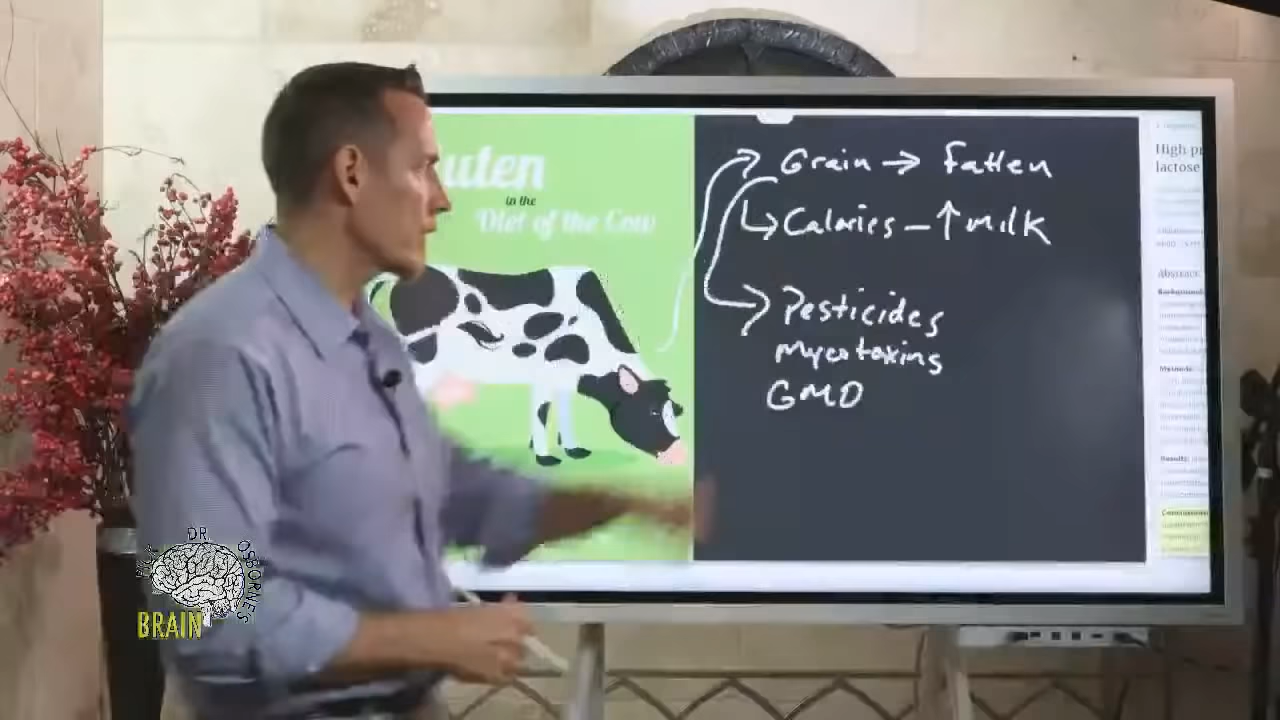 uten
in the
Diet of the Cow
Grain → Fatten
↳ Calories - ↑ Milk
Pesticides
Mycotoxins
GMO
High p
lactose
Abstract
DR
OSBORNE'S
BRAIN